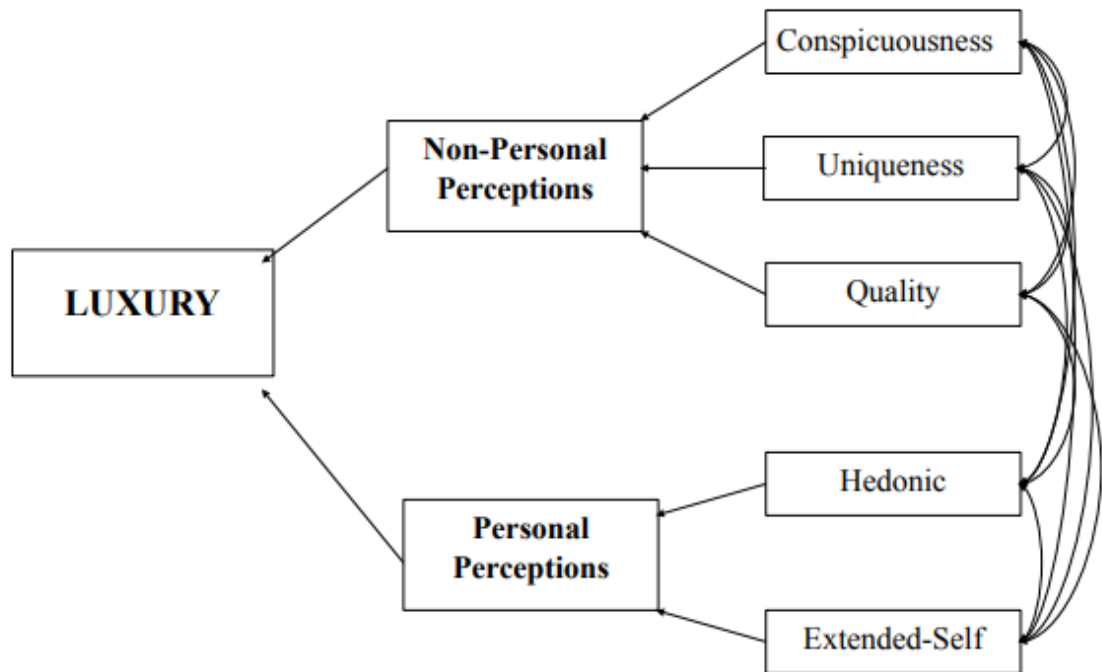 Conspicuousness
Non-Personal
Perceptions
Uniqueness
LUXURY
Quality
Hedonic
Personal
Perceptions
Extended-Self